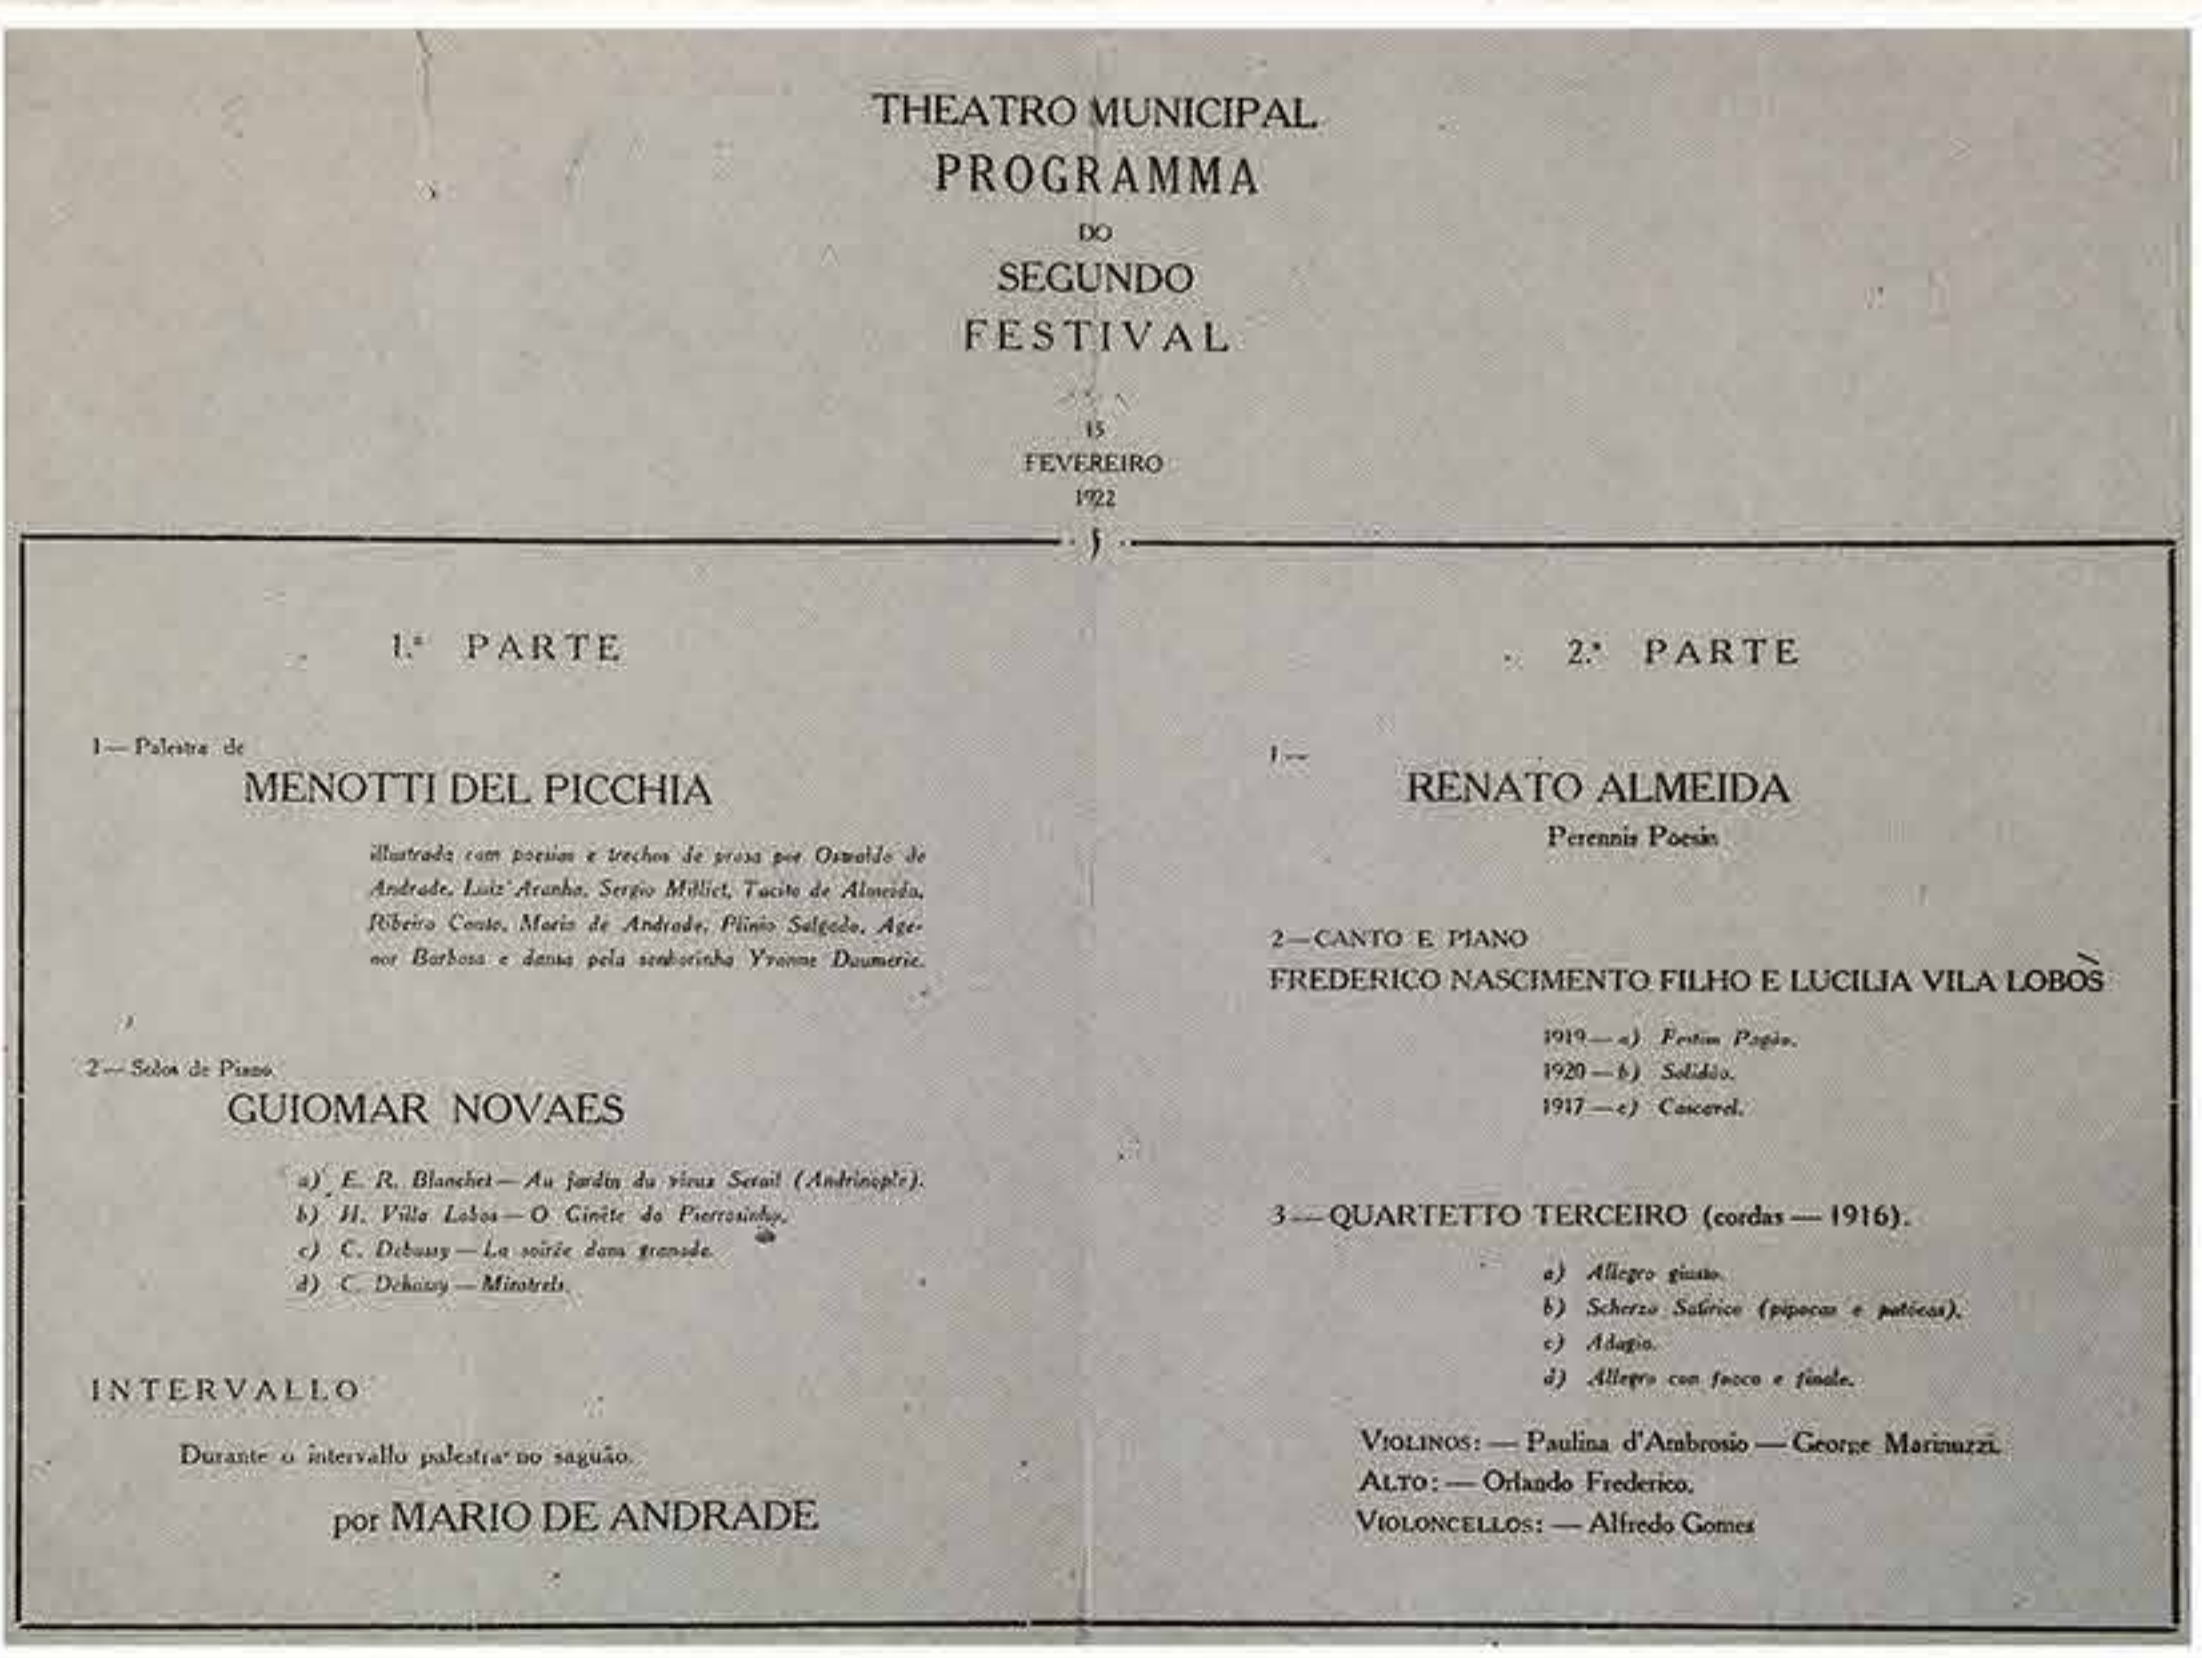 THEATRO MUNICIPAL
PROGRAMMA
DO
SEGUNDO
FESTIVAL
15
FEVEREIRO
1922
1.ª PARTE
1 — Palestra de
MENOTTI DEL PICCHIA
illustrada com poesias e trechos de prosa por Oswaldo de
Andrade, Luiz Aranha, Sergio Milliet, Tacito de Almeida,
Ribeiro Couto, Mario de Andrade, Plinio Salgado, Age-
nor Barbosa e dansa pela senhorinha Yvonne Daumerie.
2 — Solos de Piano.
GUIOMAR NOVAES
a) E. R. Blanchet — Au jardin du vieux Serail (Andrinople).
b) H. Villa Lobos — O Ginête do Pierrosinho.
c) C. Debussy — La soirée dans granade.
d) C. Debussy — Minstrels.
INTERVALLO
Durante o intervallo palestra no saguão.
por MARIO DE ANDRADE
2.ª PARTE
1 —
RENATO ALMEIDA
Perennis Poesia
2 — CANTO E PIANO
FREDERICO NASCIMENTO FILHO E LUCILIA VILA LOBOS
1919 — a) Festim Pagão.
1920 — b) Solidão.
1917 — c) Cascavel.
3 — QUARTETTO TERCEIRO (cordas — 1916).
a) Allegro giusto.
b) Scherzo Satirico (pipocas e patócas).
c) Adagio.
d) Allegro con fuoco e finale.
VIOLINOS: — Paulina d'Ambrosio — George Marinuzzi.
ALTO: — Orlando Frederico.
VIOLONCELLOS: — Alfredo Gomes